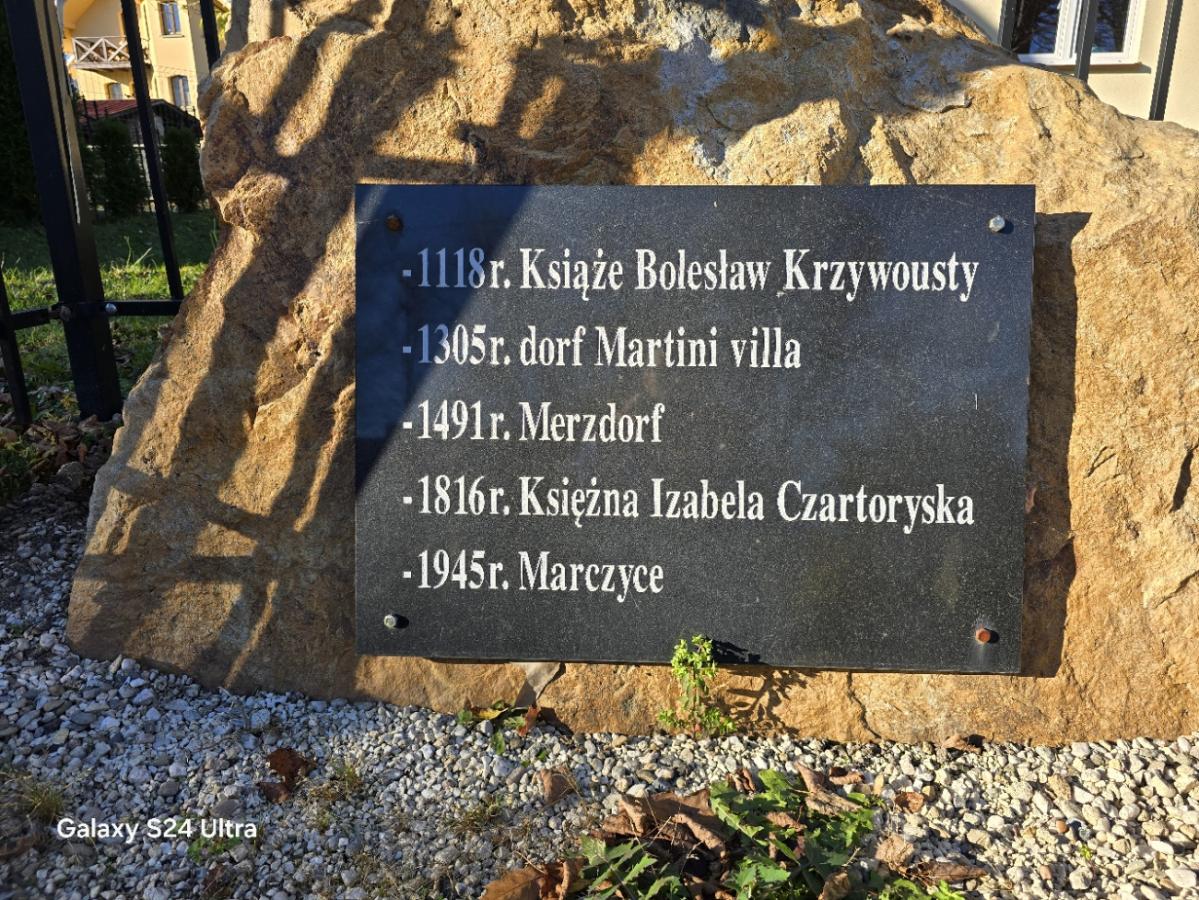 -1118r. Książe Bolesław Krzywousty
-1305r. dorf Martini villa
-1491r. Merzdorf
-1816r. Księżna Izabela Czartoryska
-1945r. Marczyce
Galaxy S24 Ultra